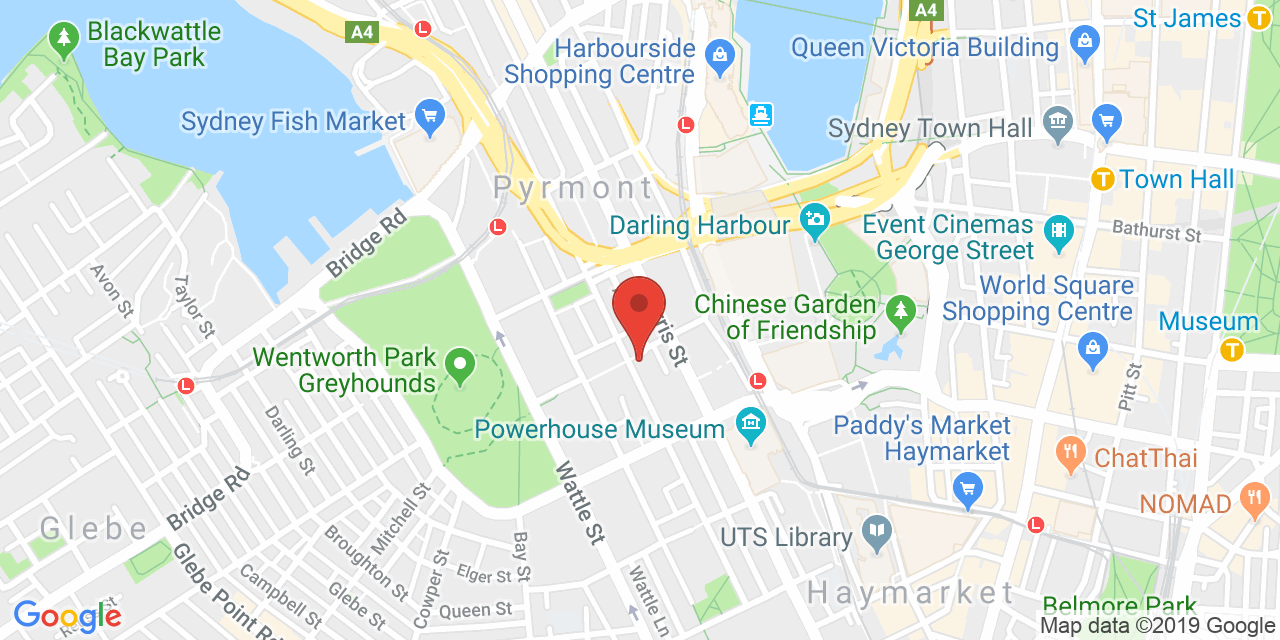 Blackwattle
Bay Park
A4
Harbourside
Shopping Centre
A4
Queen Victoria Building
St James
T
L
Sydney Fish Market
L
Sydney Town Hall
T
Town Hall
Pyrmont
Bridge Rd
L
Darling Harbour
Event Cinemas
George Street
Bathurst St
Avon St
Taylor St
World Square
Shopping Centre
Chinese Garden
of Friendship
rris St
Museum
T
Wentworth Park
Greyhounds
L
L
Pitt St
Darling St
Powerhouse Museum
Paddy's Market
Haymarket
ChatThai
NOMAD
Wattle St
Bridge Rd
Mitchell St
Glebe
L
UTS Library
Broughton St
Bay St
Glebe Point Rd
Campbell St
Cowper St
Elger St
Glebe St
Queen St
Wattle Ln
Haymarket
Belmore Park
Google
Map data ©2019 Google